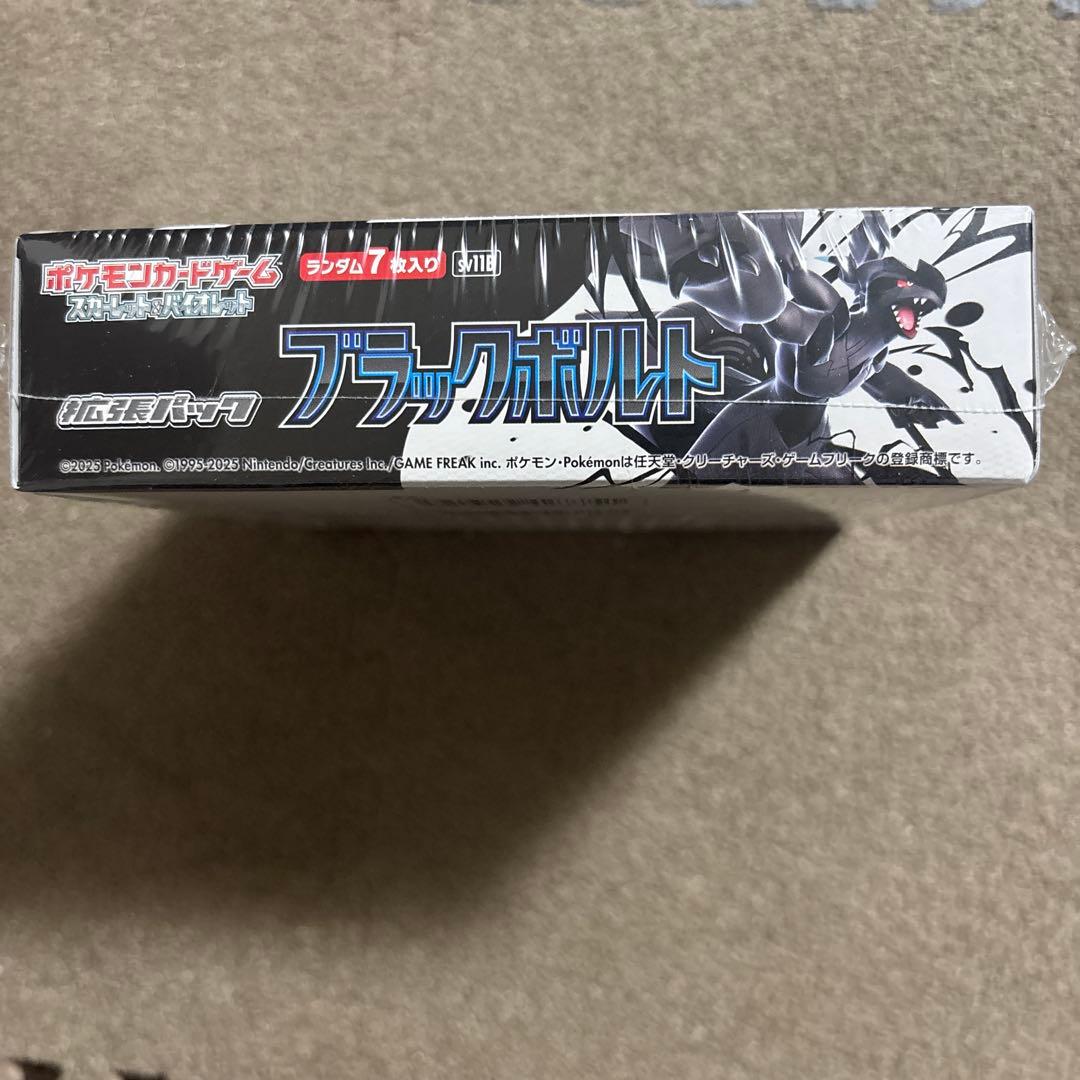 ポケモンカードゲーム
スカーレット&バイオレット
ランダム7枚入り
sv11B
拡張パック
ブラックボルト
©2025 Pokémon. ©1995-2025 Nintendo/Creatures Inc./GAME FREAK inc. ポケモン・Pokémonは任天堂・クリーチャーズ・ゲームフリークの登録商標です。